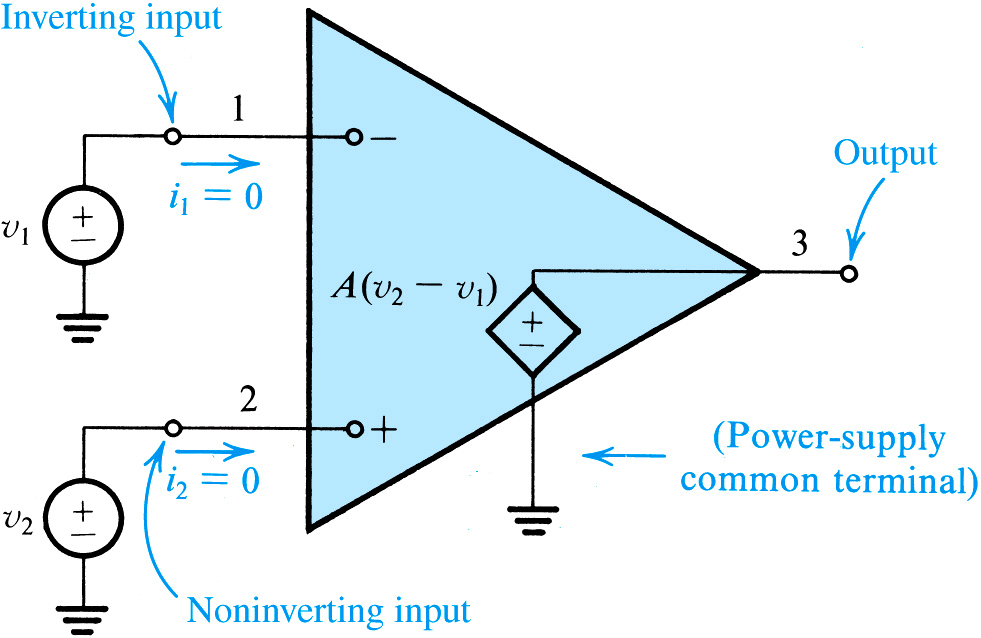 Inverting input
1
−
i₁ = 0
Output
v₁
+
−
3
A(v₂ − v₁)
+
−
2
+
i₂ = 0
(Power-supply
common terminal)
v₂
+
−
Noninverting input